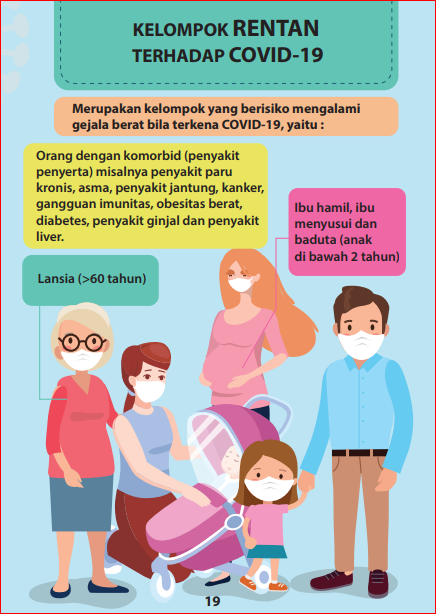 KELOMPOK RENTAN
TERHADAP COVID-19
Merupakan kelompok yang berisiko mengalami
gejala berat bila terkena COVID-19, yaitu :
Orang dengan komorbid (penyakit
penyerta) misalnya penyakit paru
kronis, asma, penyakit jantung, kanker,
gangguan imunitas, obesitas berat,
diabetes, penyakit ginjal dan penyakit
liver.
Ibu hamil, ibu
menyusui dan
baduta (anak
di bawah 2 tahun)
Lansia (>60 tahun)
19